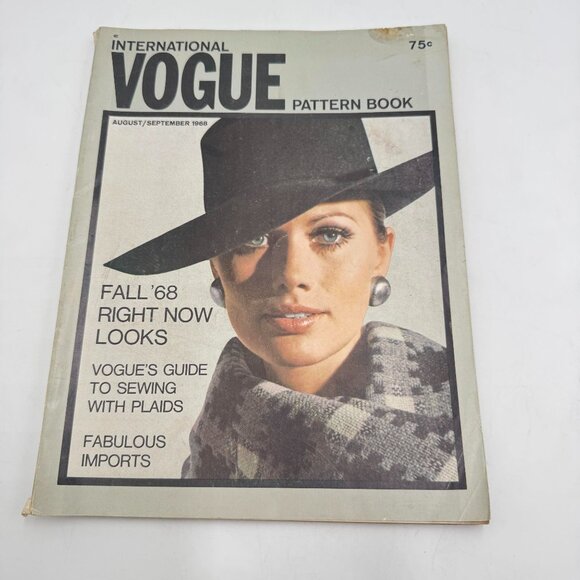 INTERNATIONAL
75¢
VOGUE PATTERN BOOK
AUGUST/SEPTEMBER 1968
FALL '68
RIGHT NOW
LOOKS
VOGUE'S GUIDE
TO SEWING
WITH PLAIDS
FABULOUS
IMPORTS